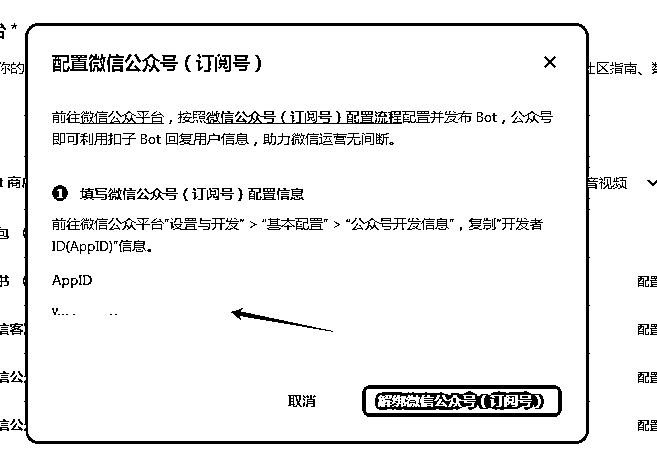 台 *
配置微信公众号（订阅号）
你的
社区指南、数
前往微信公众平台，按照微信公众号（订阅号）配置流程配置并发布 Bot，公众号
即可利用扣子 Bot 回复用户信息，助力微信运营无间断。
t 商店
音视频
❶ 填写微信公众号（订阅号）配置信息
前往微信公众平台"设置与开发" > "基本配置" > "公众号开发信息"，复制"开发者
包
ID(AppID)"信息。
书
AppID
配置
信客
配置
信公
配置
取消
解绑微信公众号（订阅号）
信公
配置